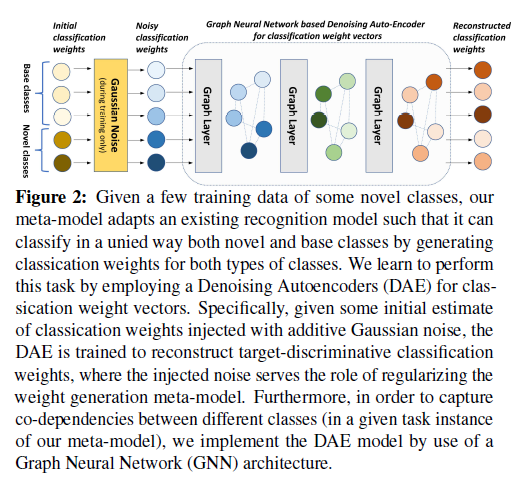 Initial classification weights
Noisy classification weights
Graph Neural Network based Denoising Auto-Encoder
for classification weight vectors
Reconstructed classification weights
Base classes
Novel classes
Gaussian Noise
(during training only)
Graph Layer
Graph Layer
Graph Layer
Figure 2: Given a few training data of some novel classes, our
meta-model adapts an existing recognition model such that it can
classify in a unied way both novel and base classes by generating
classication weights for both types of classes. We learn to perform
this task by employing a Denoising Autoencoders (DAE) for clas-
sication weight vectors. Specifically, given some initial estimate
of classication weights injected with additive Gaussian noise, the
DAE is trained to reconstruct target-discriminative classification
weights, where the injected noise serves the role of regularizing the
weight generation meta-model. Furthermore, in order to capture
co-dependencies between different classes (in a given task instance
of our meta-model), we implement the DAE model by use of a
Graph Neural Network (GNN) architecture.